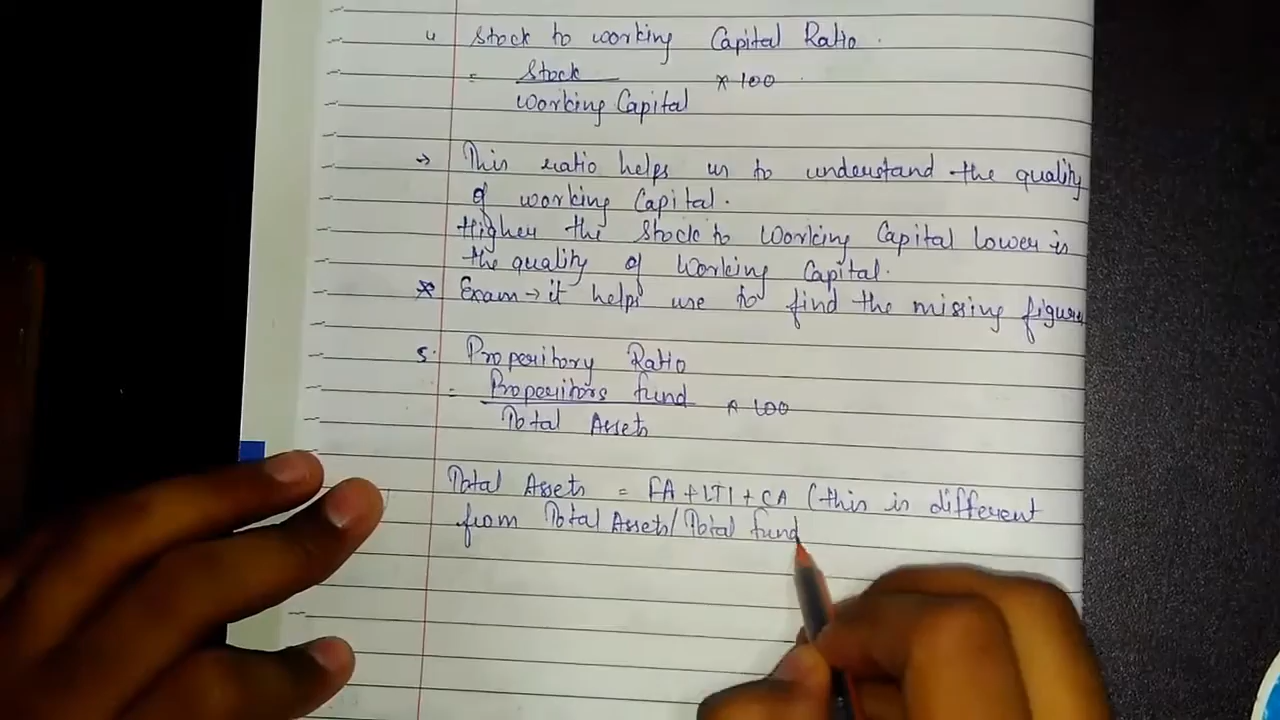 4 Stock to working Capital Ratio.
= Stock * 100
Working Capital
→ This ratio helps us to understand the quality
of working Capital.
Higher the Stock to Working Capital lower is
the quality of Working Capital.
* Exam → it helps use to find the missing figure
5. Properitory Ratio
= Properitors fund * 100
Total Assets
Total Assets = FA + LTI + CA (this is different
from Total Assets/Total fund